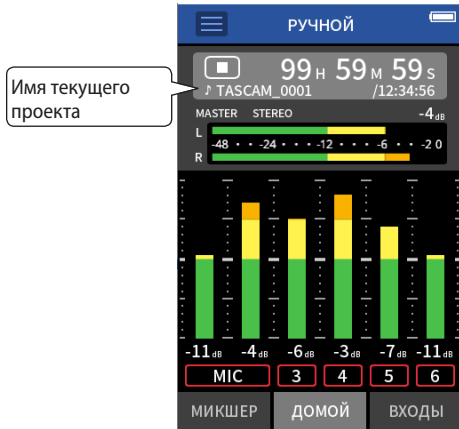 РУЧНОЙ
Имя текущего
проекта
99 H 59 M 59 S
♪ TASCAM_0001 /12:34:56
MASTER STEREO -4 dB
L
-48 · · -24 · · · -12 · · · -6 · · -2 0
R
-11 dB -4 dB -6 dB -3 dB -7 dB -11 dB
MIC 3 4 5 6
МИКШЕР ДОМОЙ ВХОДЫ